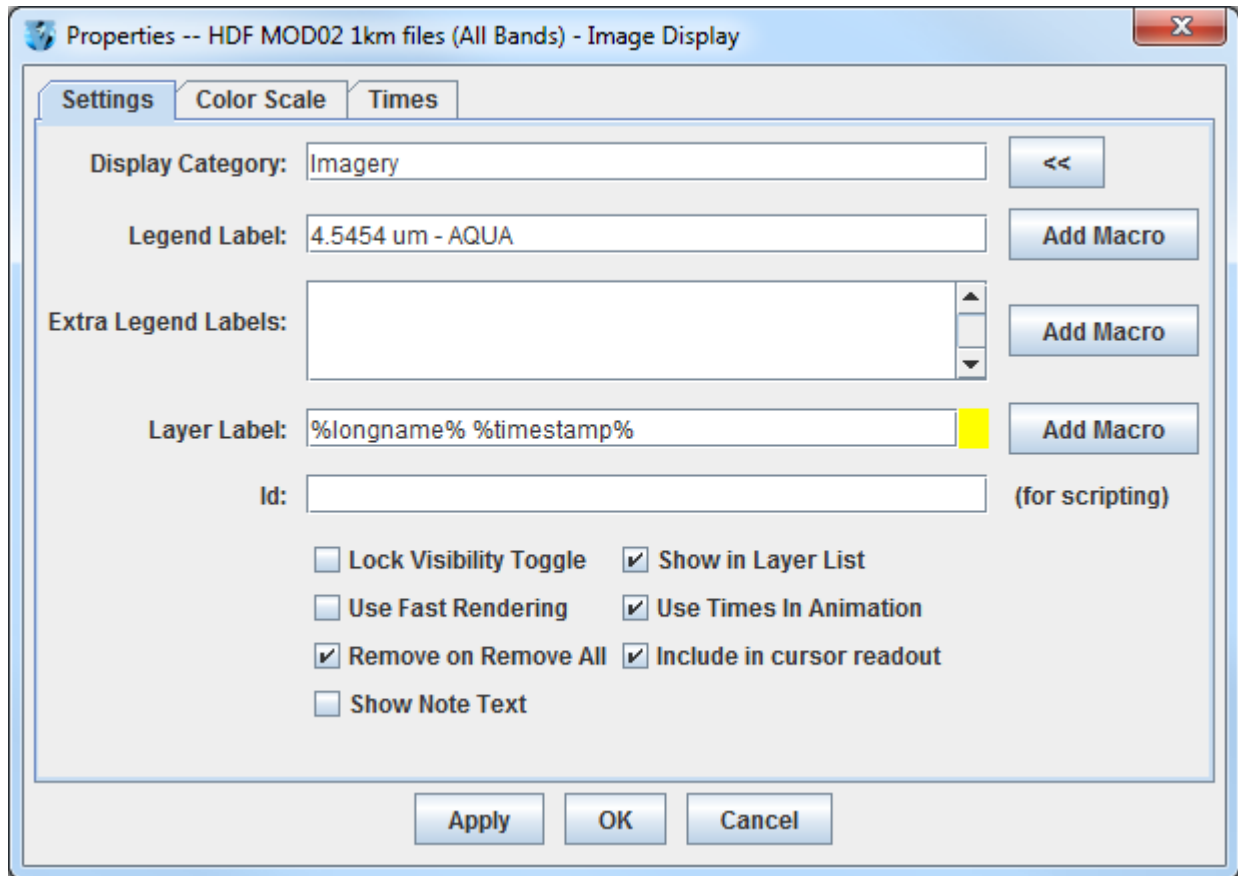 Properties -- HDF MOD02 1km files (All Bands) - Image Display
Settings Color Scale Times
Display Category: Imagery <<
Legend Label: 4.5454 um - AQUA Add Macro
Extra Legend Labels: Add Macro
Layer Label: %longname% %timestamp% Add Macro
Id: (for scripting)
Lock Visibility Toggle Show in Layer List
Use Fast Rendering Use Times In Animation
Remove on Remove All Include in cursor readout
Show Note Text
Apply OK Cancel